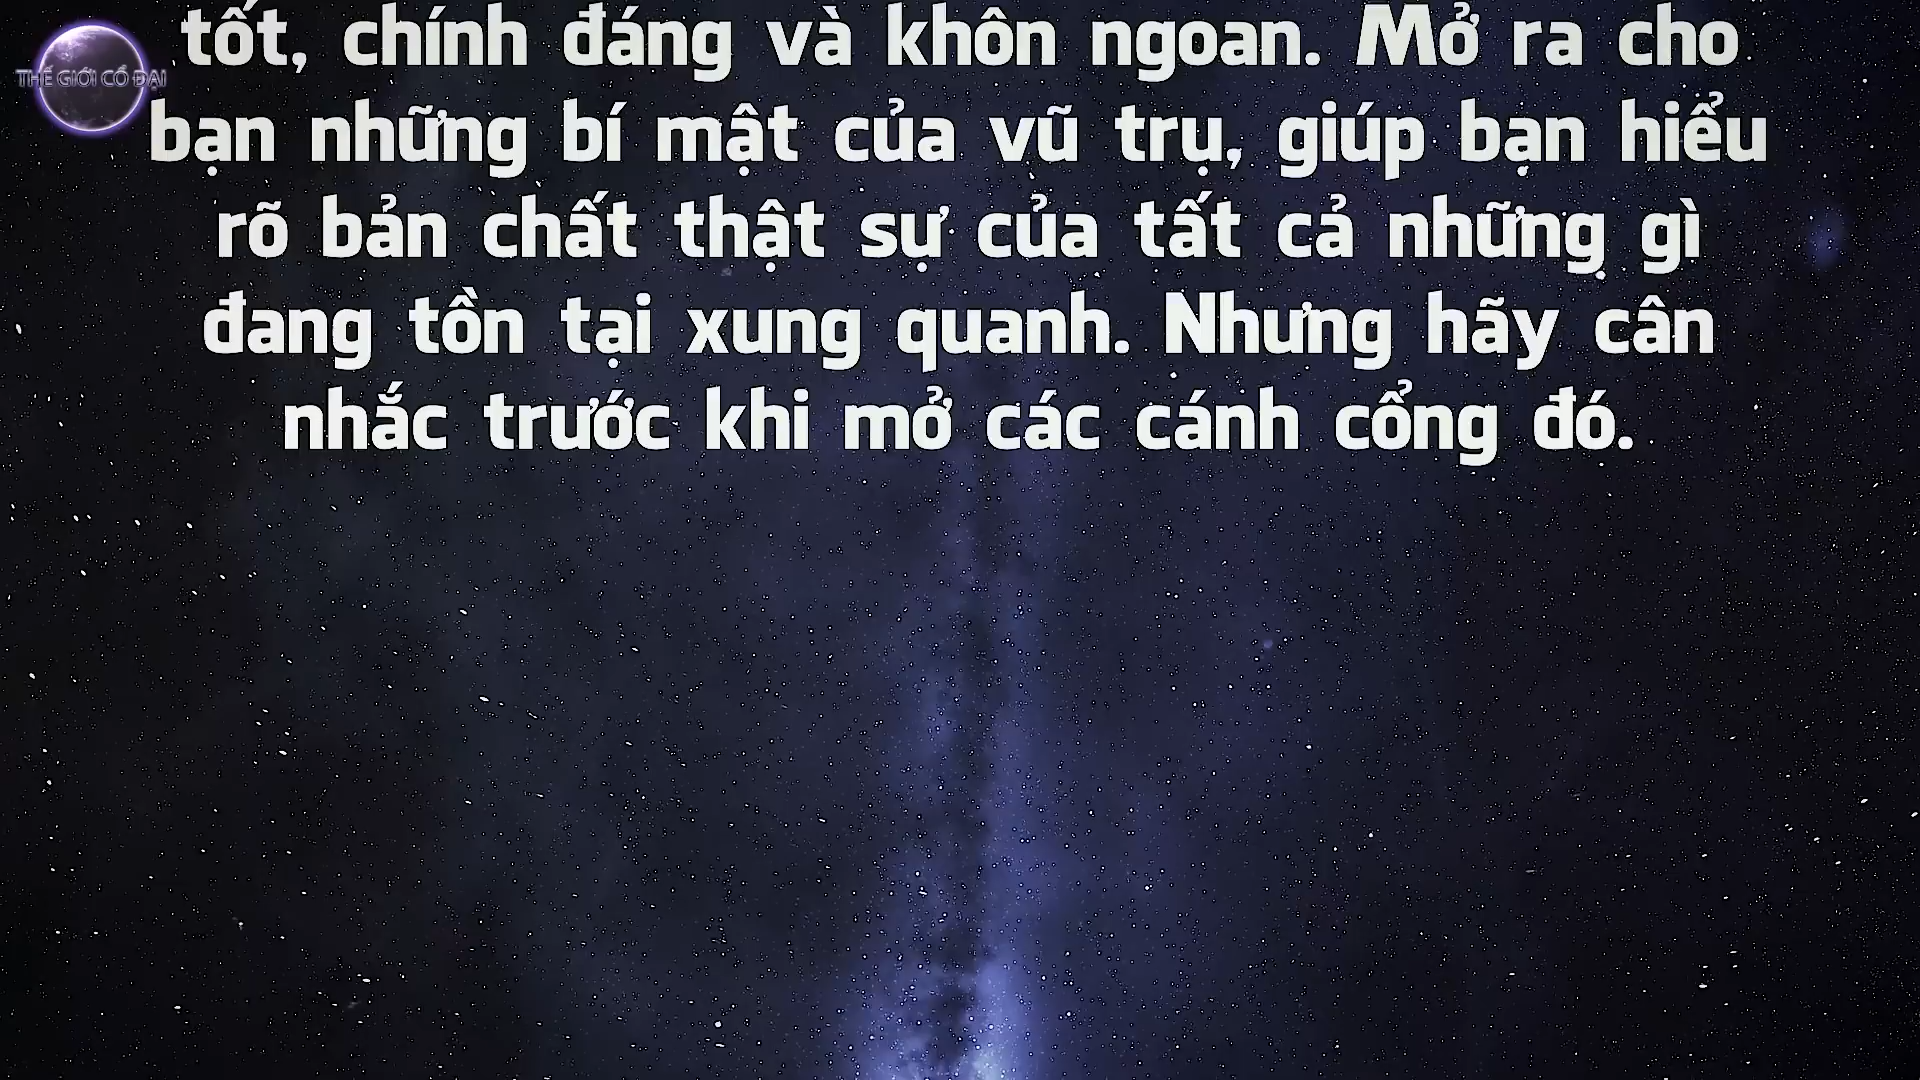 tốt, chính đáng và khôn ngoan. Mở ra cho
THẾ GIỚI CỔ ĐẠI
bạn những bí mật của vũ trụ, giúp bạn hiểu
rõ bản chất thật sự của tất cả những gì
đang tồn tại xung quanh. Nhưng hãy cân
nhắc trước khi mở các cánh cổng đó.